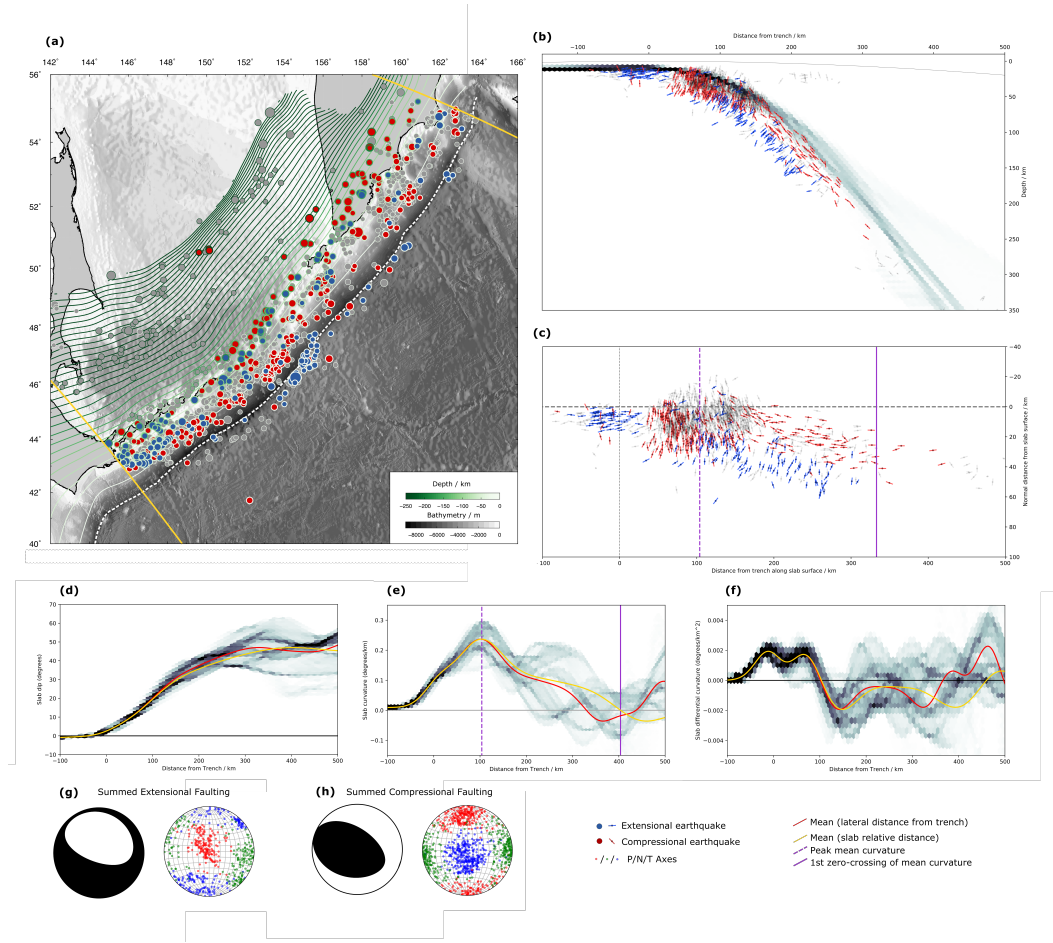 (a)
142˚ 144˚ 146˚ 148˚ 150˚ 152˚ 154˚ 156˚ 158˚ 160˚ 162˚ 164˚ 166˚
56˚
54˚
52˚
50˚
48˚
46˚
44˚
42˚
40˚
Depth / km
−250 −200 −150 −100 −50 0
Bathymetry / m
−8000 −6000 −4000 −2000 0
(b)
Distance from trench / km
−100 0 100 200 300 400 500
0
50
100
150
200
250
300
350
Depth / km
(c)
−40
−20
0
20
40
60
80
100
Normal distance from slab surface / km
−100 0 100 200 300 400 500
Distance from trench along slab surface / km
(d)
70
60
50
40
30
20
10
0
−10
Slab dip (degrees)
−100 0 100 200 300 400 500
Distance from Trench / km
(e)
0.3
0.2
0.1
0.0
−0.1
Slab curvature (degrees/km)
−100 0 100 200 300 400 500
Distance from Trench / km
(f)
0.004
0.002
0.000
−0.002
−0.004
Slab differential curvature (degrees/km^2)
−100 0 100 200 300 400 500
Distance from Trench / km
(g) Summed Extensional Faulting
(h) Summed Compressional Faulting
Extensional earthquake
Compressional earthquake
P/N/T Axes
Mean (lateral distance from trench)
Mean (slab relative distance)
Peak mean curvature
1st zero-crossing of mean curvature